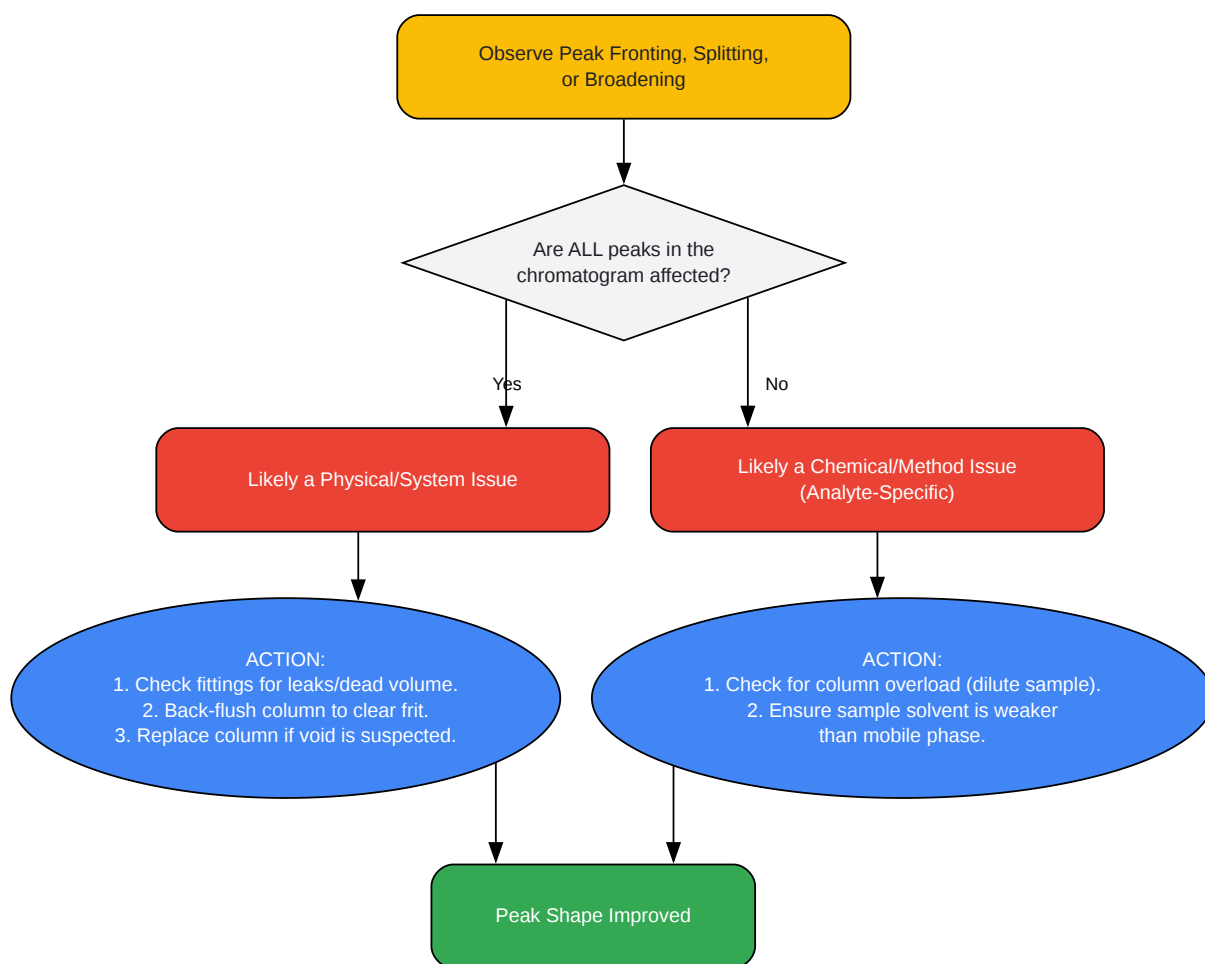 Observe Peak Fronting, Splitting,
or Broadening
Are ALL peaks in the
chromatogram affected?
Yes
No
Likely a Physical/System Issue
Likely a Chemical/Method Issue
(Analyte-Specific)
ACTION:
1. Check fittings for leaks/dead volume.
2. Back-flush column to clear frit.
3. Replace column if void is suspected.
ACTION:
1. Check for column overload (dilute sample).
2. Ensure sample solvent is weaker
than mobile phase.
Peak Shape Improved